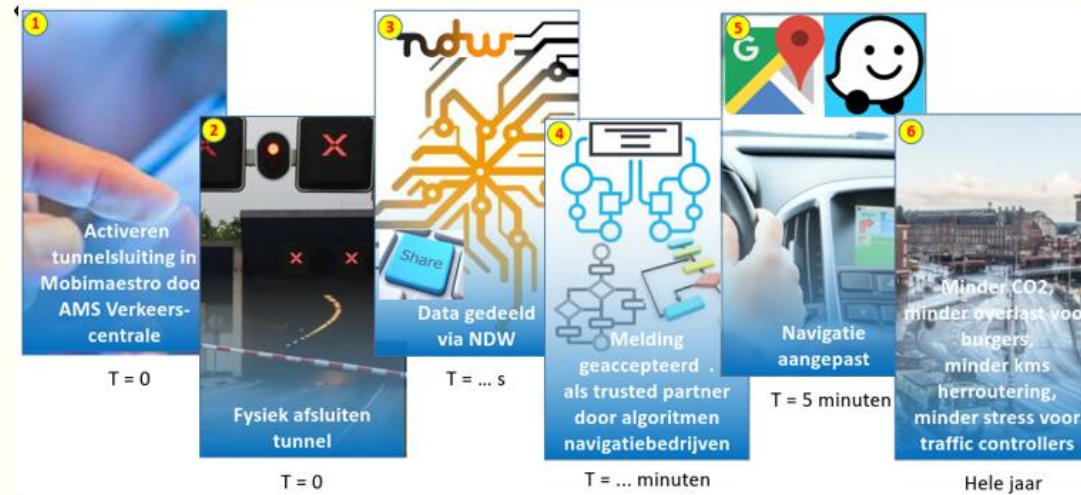 1
Activeren
tunnelsluiting in
Mobimaestro door
AMS Verkeers-
centrale
T = 0
2
X
X
X
Fysiek afsluiten
tunnel
T = 0
3
ndw
Share
Data gedeeld
via NDW
T = ... s
4
Melding
geaccepteerd .
als trusted partner
door algoritmen
navigatiebedrijven
T = ... minuten
5
G
Navigatie
aangepast
T = 5 minuten
6
Minder CO2,
minder overlast voor
burgers,
minder kms
herroutering,
minder stress voor
traffic controllers
Hele jaar